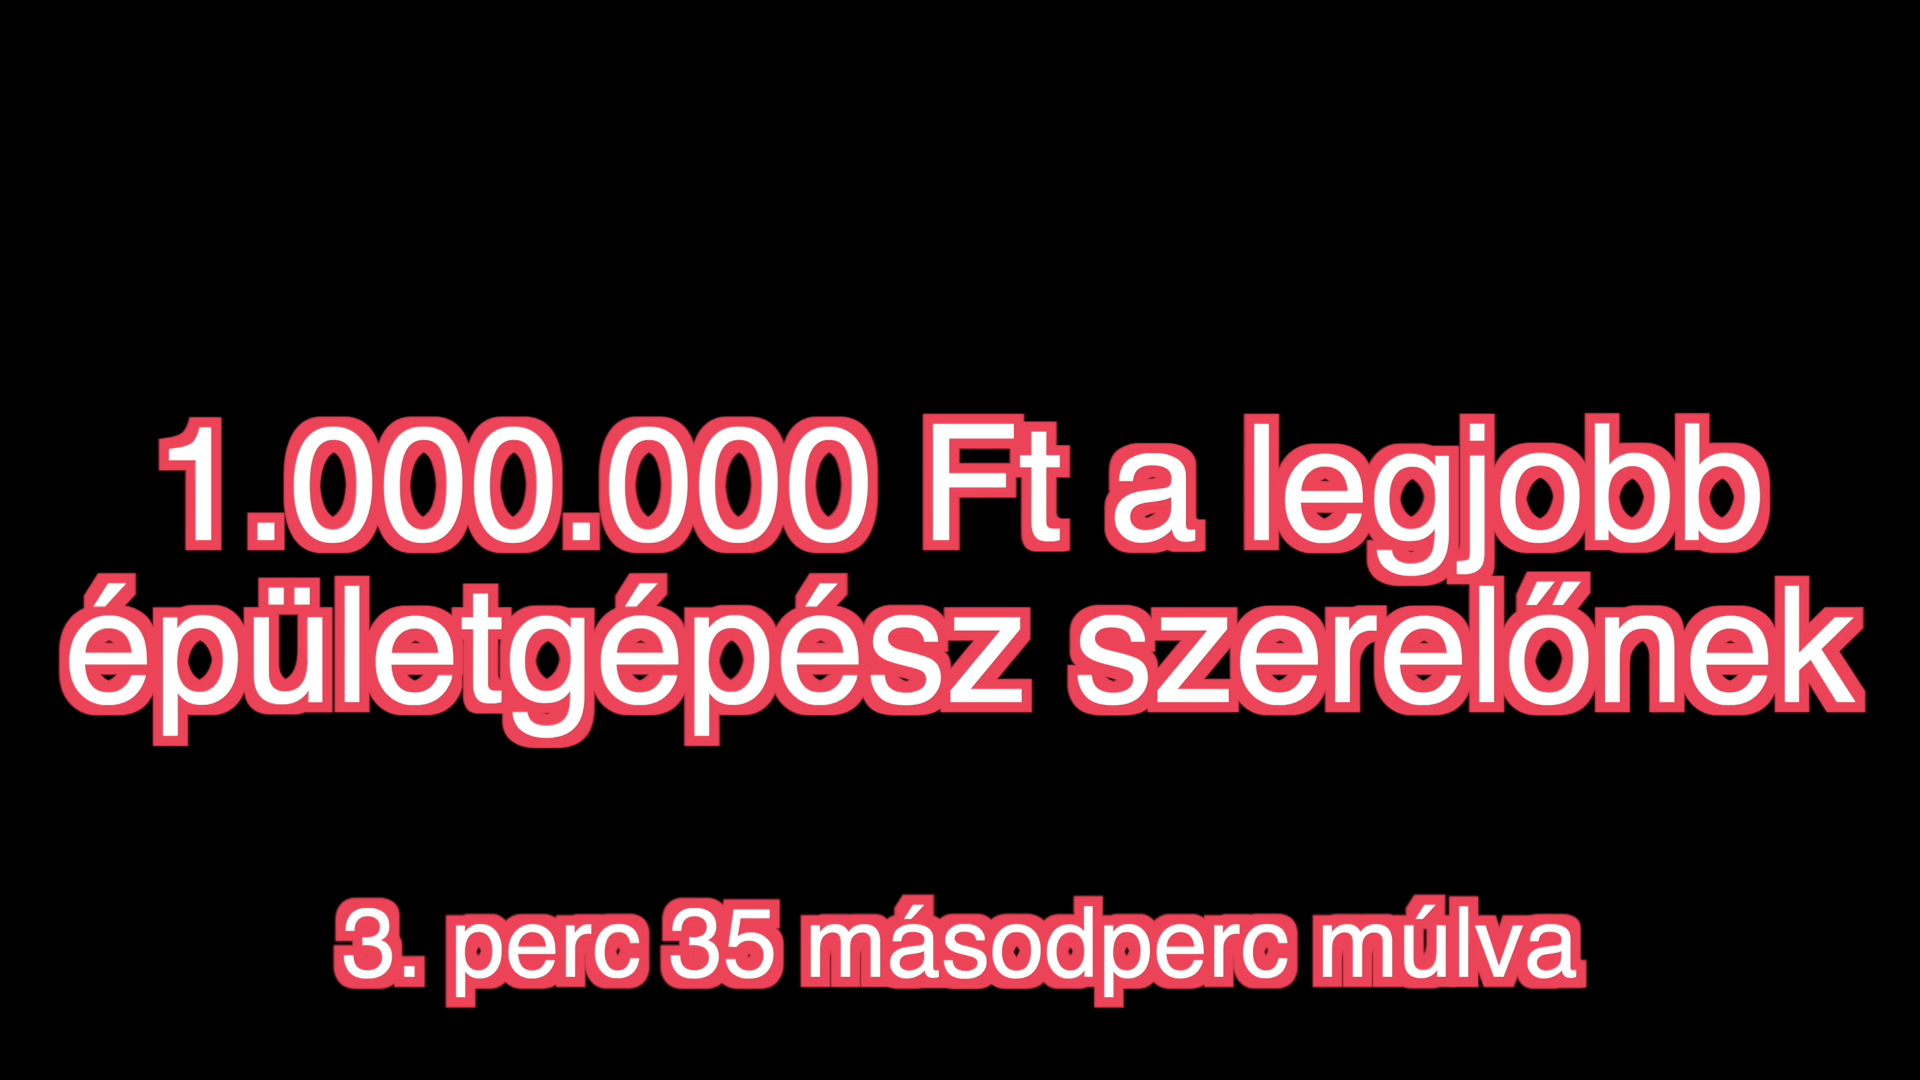 1.000.000 Ft a legjobb
épületgépész szerelőnek
3. perc 35 másodperc múlva